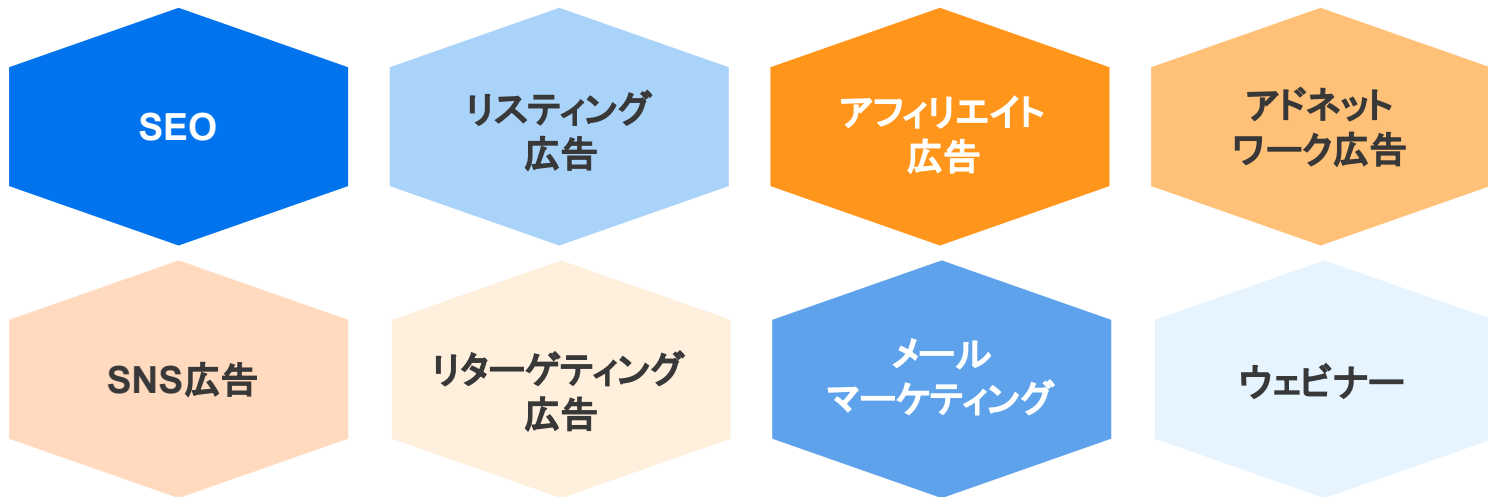 SEO
リスティング
広告
アフィリエイト
広告
アドネット
ワーク広告
SNS広告
リターゲティング
広告
メール
マーケティング
ウェビナー